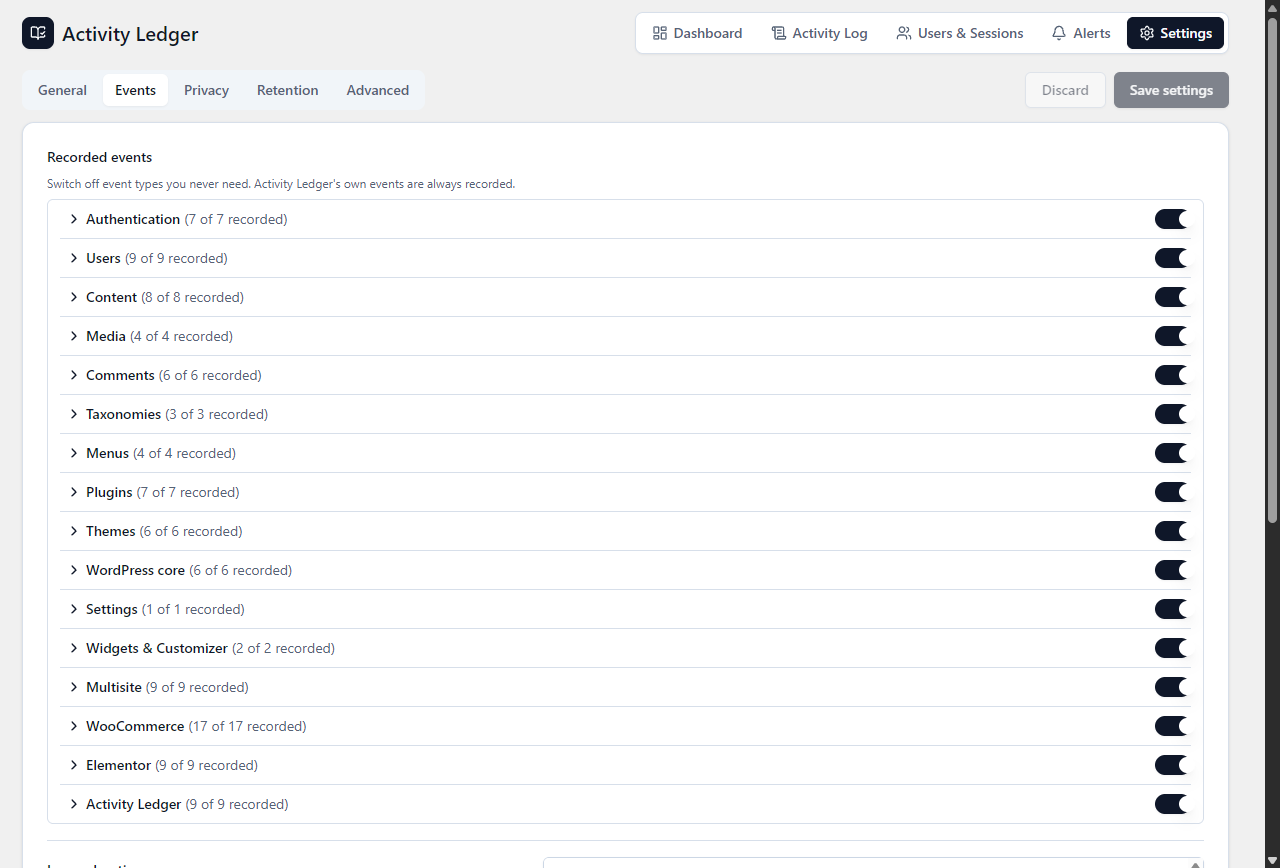 Activity Ledger
Dashboard
Activity Log
Users & Sessions
Alerts
Settings
General
Events
Privacy
Retention
Advanced
Discard
Save settings
Recorded events
Switch off event types you never need. Activity Ledger's own events are always recorded.
Authentication (7 of 7 recorded)
Users (9 of 9 recorded)
Content (8 of 8 recorded)
Media (4 of 4 recorded)
Comments (6 of 6 recorded)
Taxonomies (3 of 3 recorded)
Menus (4 of 4 recorded)
Plugins (7 of 7 recorded)
Themes (6 of 6 recorded)
WordPress core (6 of 6 recorded)
Settings (1 of 1 recorded)
Widgets & Customizer (2 of 2 recorded)
Multisite (9 of 9 recorded)
WooCommerce (17 of 17 recorded)
Elementor (9 of 9 recorded)
Activity Ledger (9 of 9 recorded)